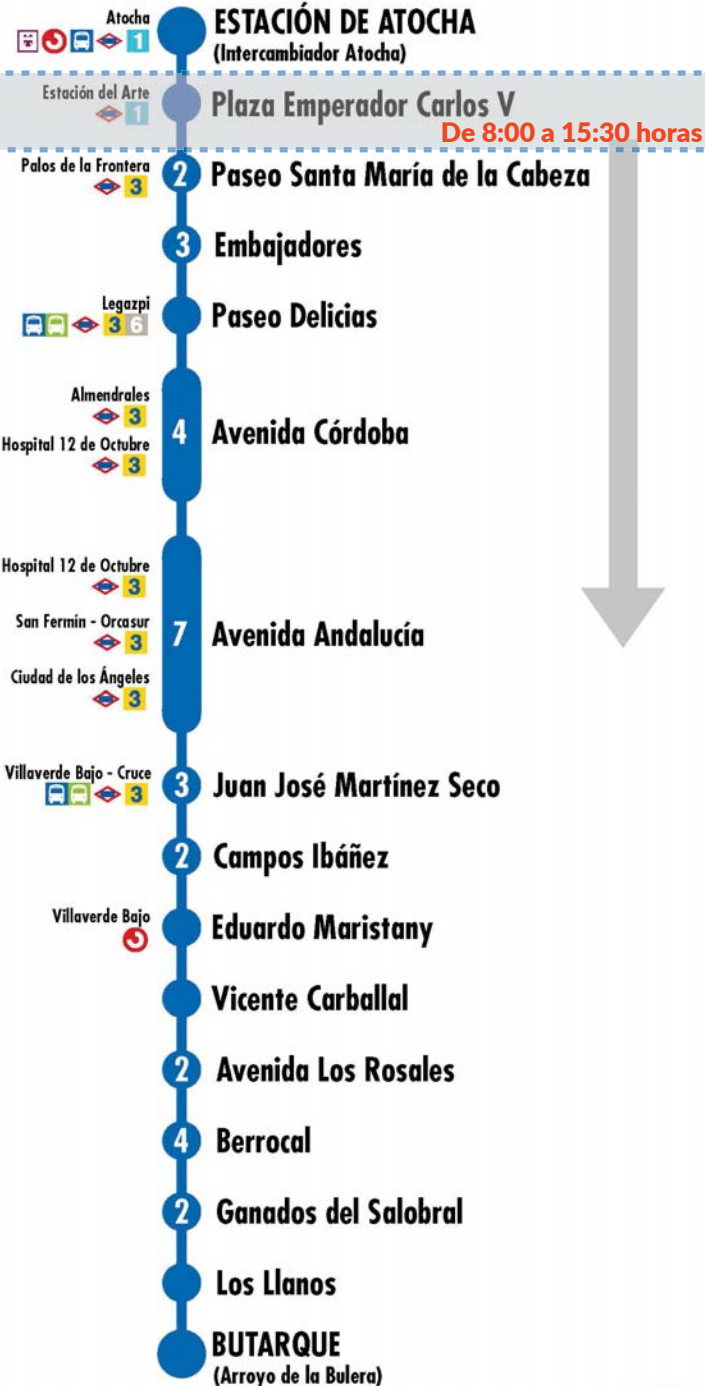 Atocha
1
ESTACIÓN DE ATOCHA
(Intercambiador Atocha)
Estación del Arte
1
Plaza Emperador Carlos V
De 8:00 a 15:30 horas
Palos de la Frontera
3
2
Paseo Santa María de la Cabeza
3
Embajadores
Legazpi
3 6
Paseo Delicias
Almendrales
3
Hospital 12 de Octubre
3
4
Avenida Córdoba
Hospital 12 de Octubre
3
San Fermín - Orcasur
3
Ciudad de los Ángeles
3
7
Avenida Andalucía
Villaverde Bajo - Cruce
3
3
Juan José Martínez Seco
2
Campos Ibáñez
Villaverde Bajo
Eduardo Maristany
Vicente Carballal
2
Avenida Los Rosales
4
Berrocal
2
Ganados del Salobral
Los Llanos
BUTARQUE
(Arroyo de la Bulera)